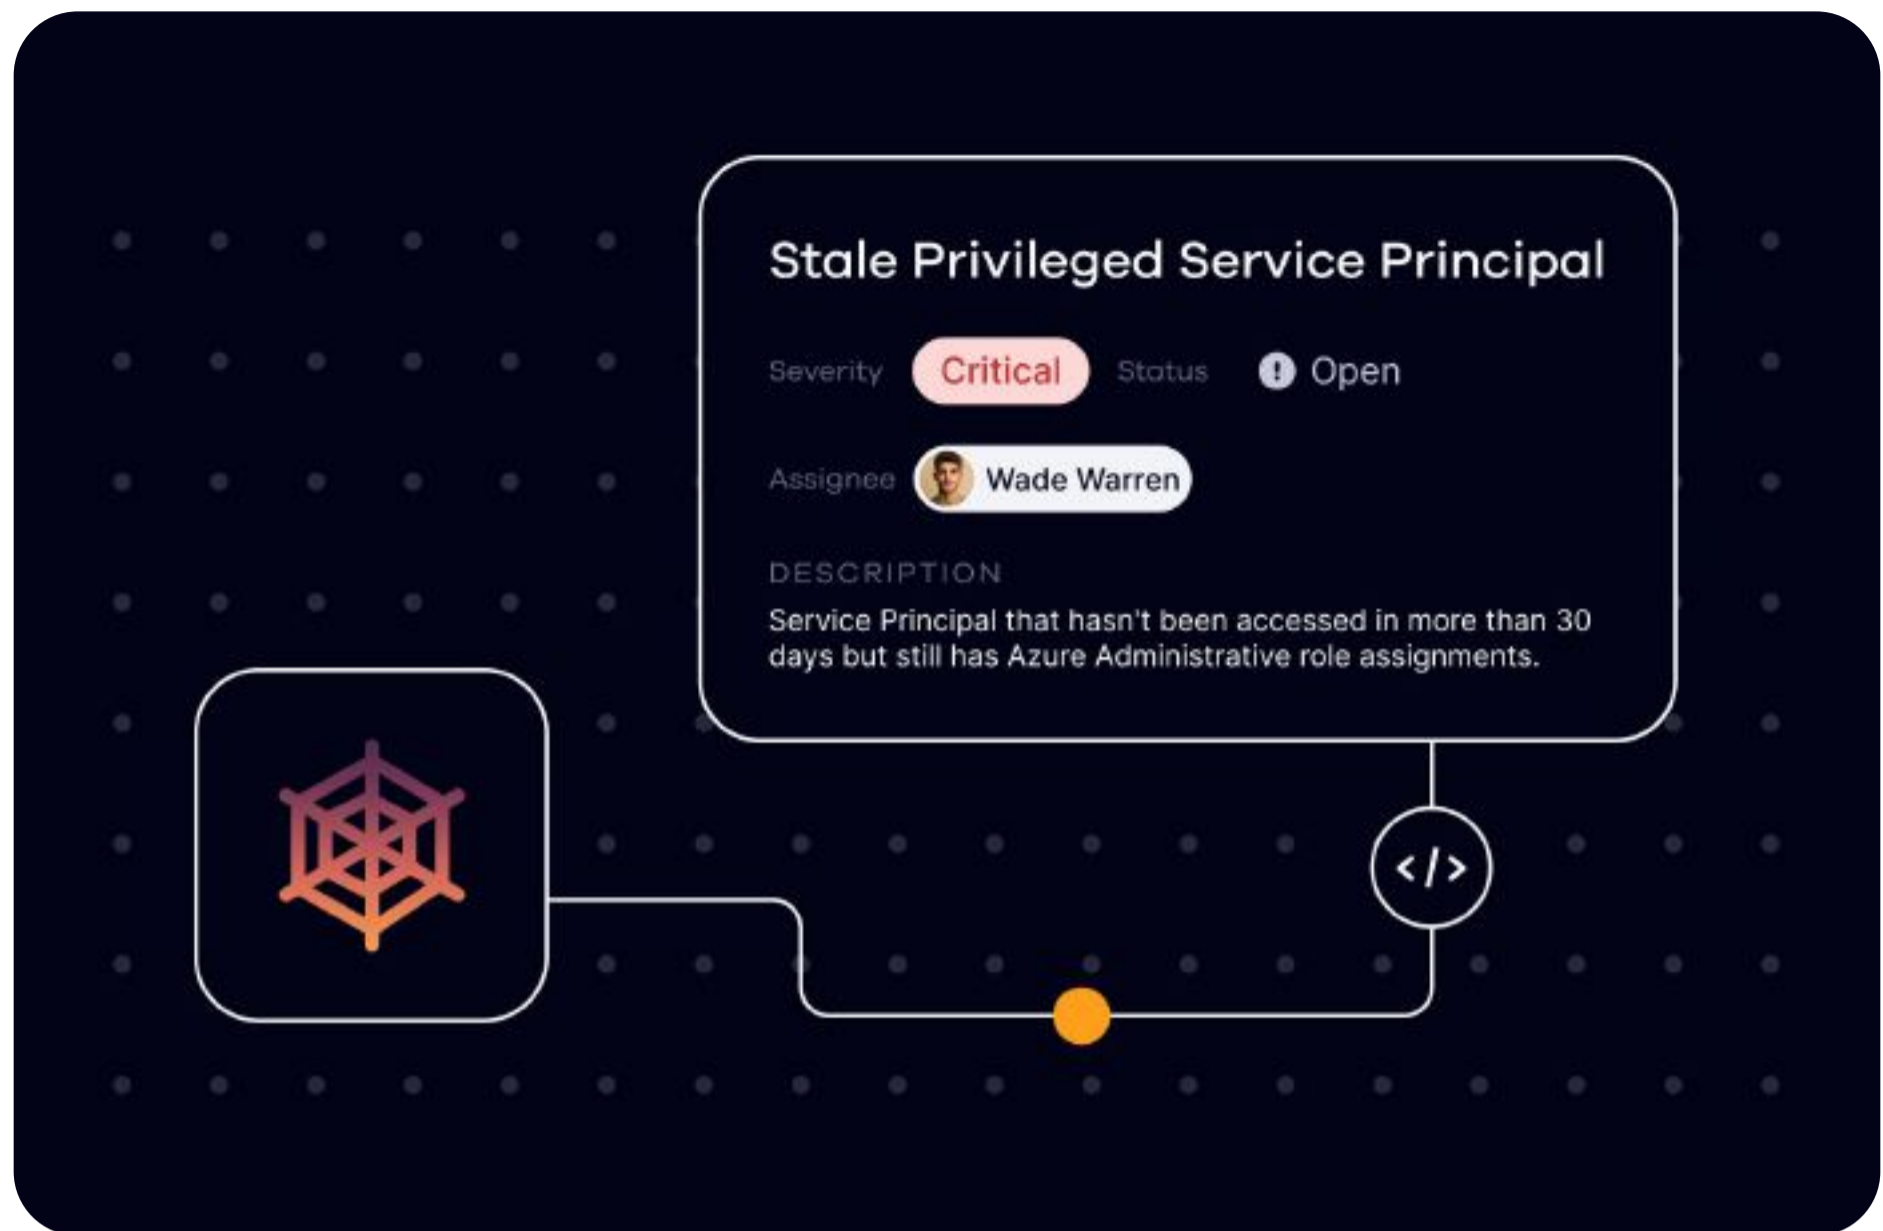 Stale Privileged Service Principal
Severity Critical Status Open
Assignee Wade Warren
DESCRIPTION
Service Principal that hasn't been accessed in more than 30
days but still has Azure Administrative role assignments.
</>